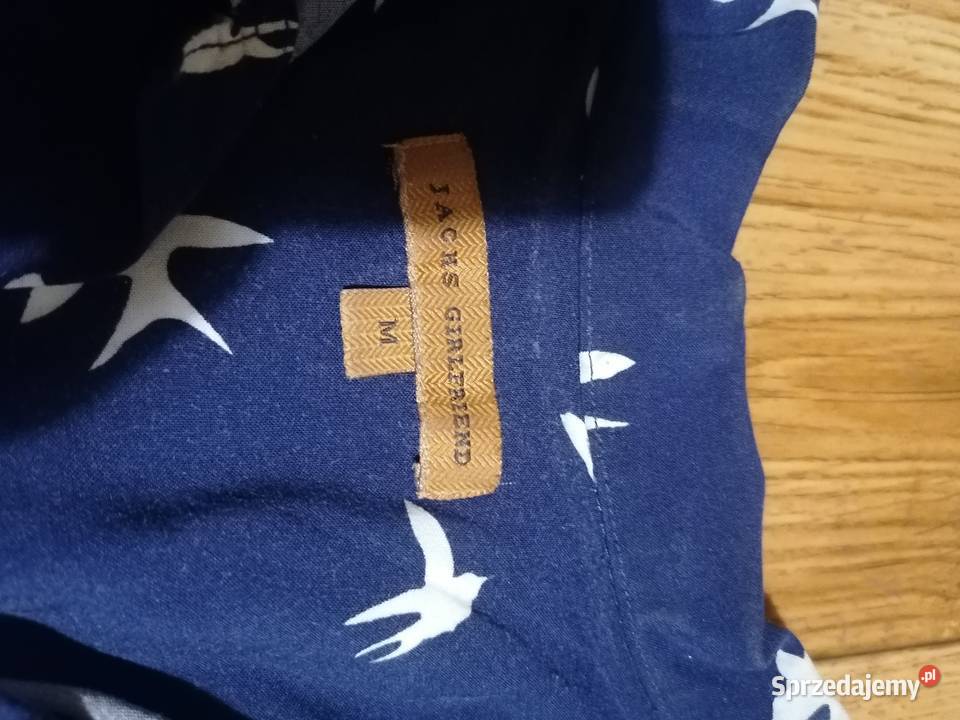 JACHS GIRLFRIEND
M
Sprzedajemy.pl